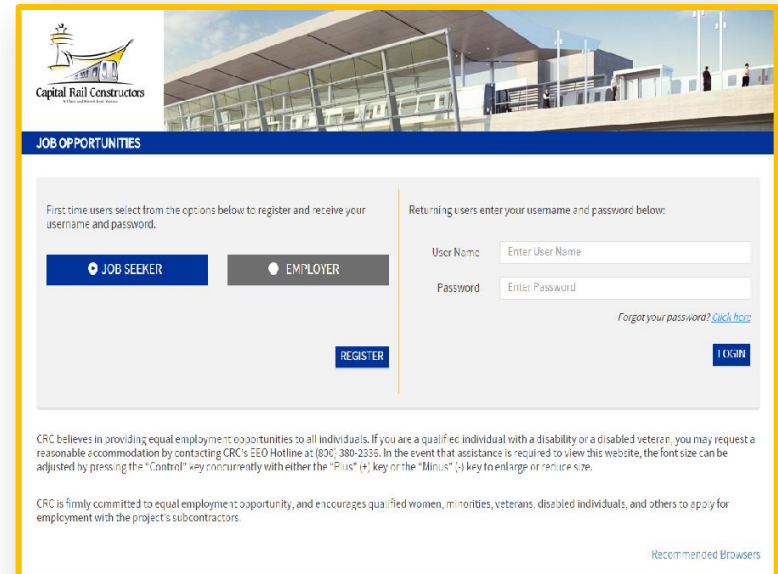 Capital Rail Constructors
JOB OPPORTUNITIES
First time users select from the options below to register and receive your
username and password.
JOB SEEKER
EMPLOYER
REGISTER
Returning users enter your username and password below:
User Name
Enter User Name
Password
Enter Password
Forgot your password? Click here
LOGIN
CRC believes in providing equal employment opportunities to all individuals. If you are a qualified individual with a disability or a disabled veteran, you may request a
reasonable accommodation by contacting CRC's EEO Hotline at (800) 380-2336. In the event that assistance is required to view this website, the font size can be
adjusted by pressing the "Control" key concurrently with either the "Plus" (+) key or the "Minus" (-) key to enlarge or reduce size.
CRC is firmly committed to equal employment opportunity, and encourages qualified women, minorities, veterans, disabled individuals, and others to apply for
employment with the project's subcontractors.
Recommended Browsers